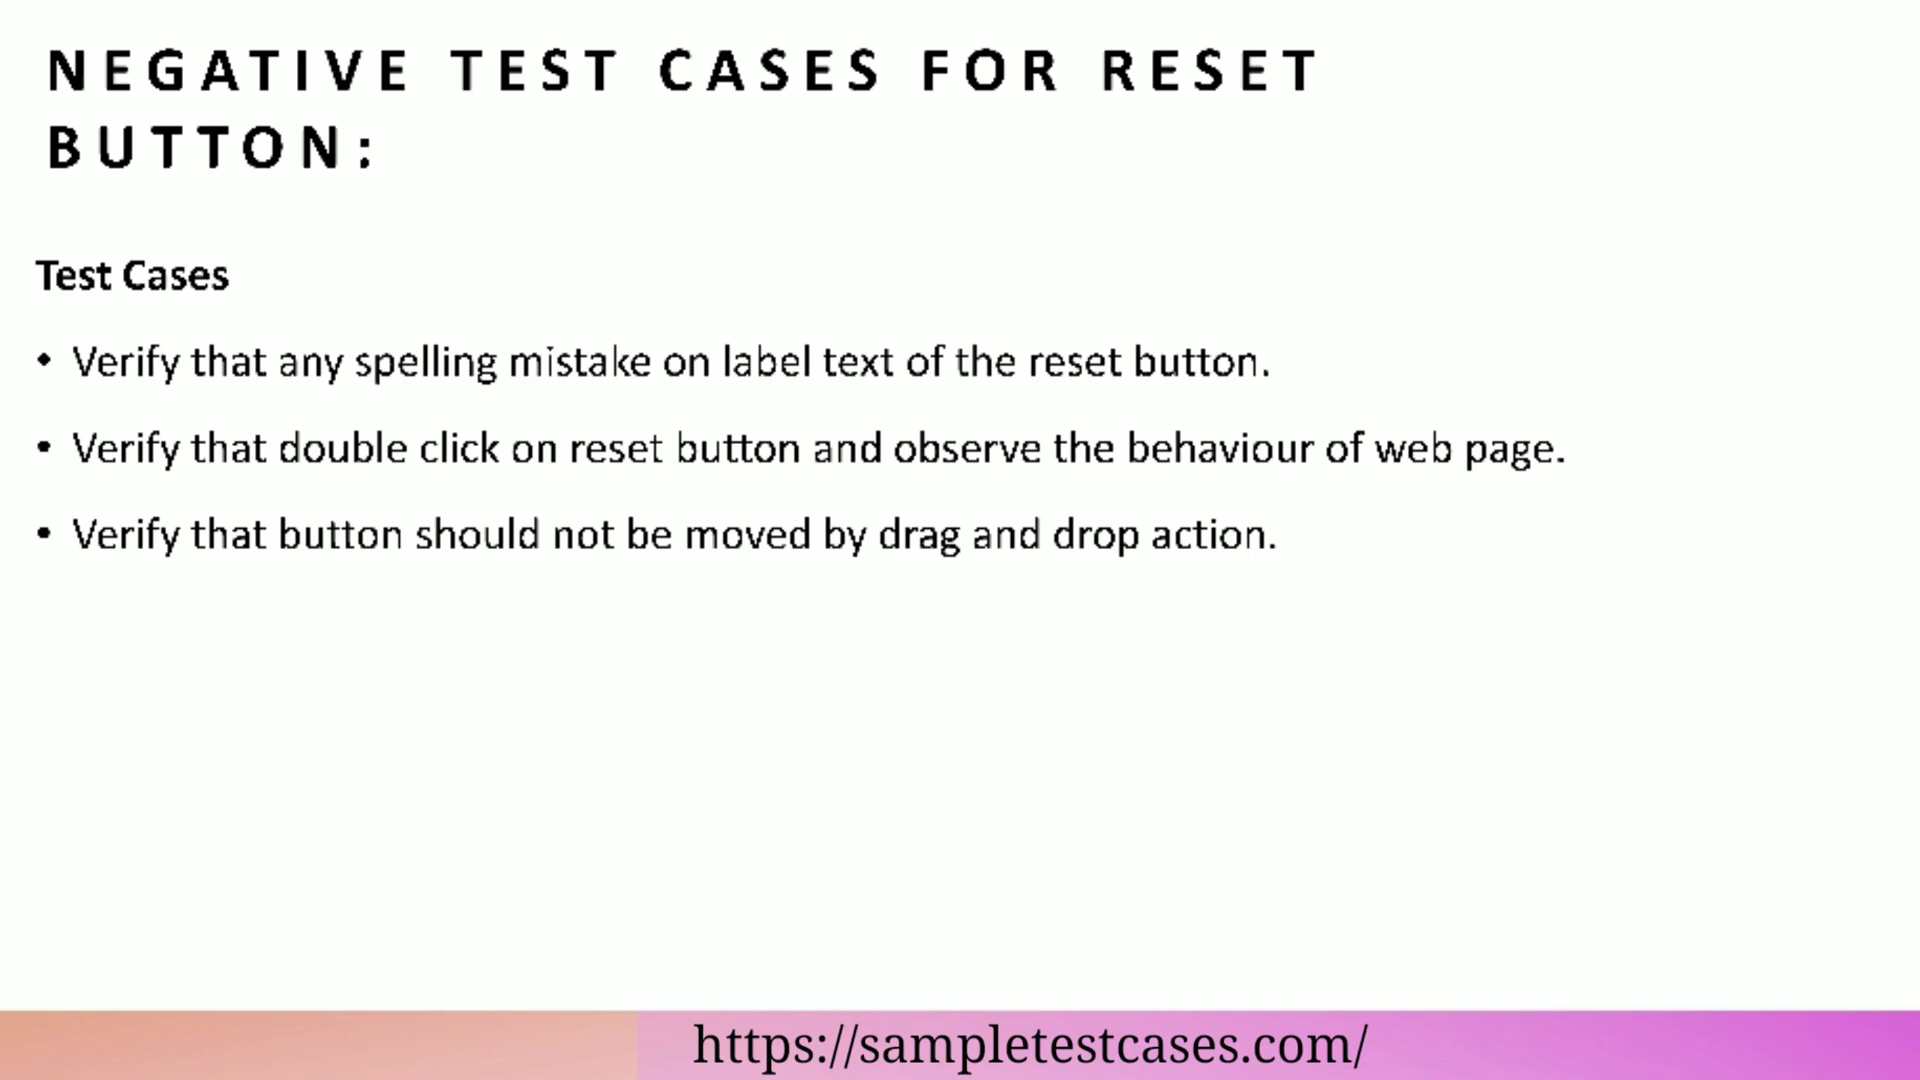 NEGATIVE TEST CASES FOR RESET
BUTTON:
Test Cases
• Verify that any spelling mistake on label text of the reset button.
• Verify that double click on reset button and observe the behaviour of web page.
• Verify that button should not be moved by drag and drop action.
https://sampletestcases.com/